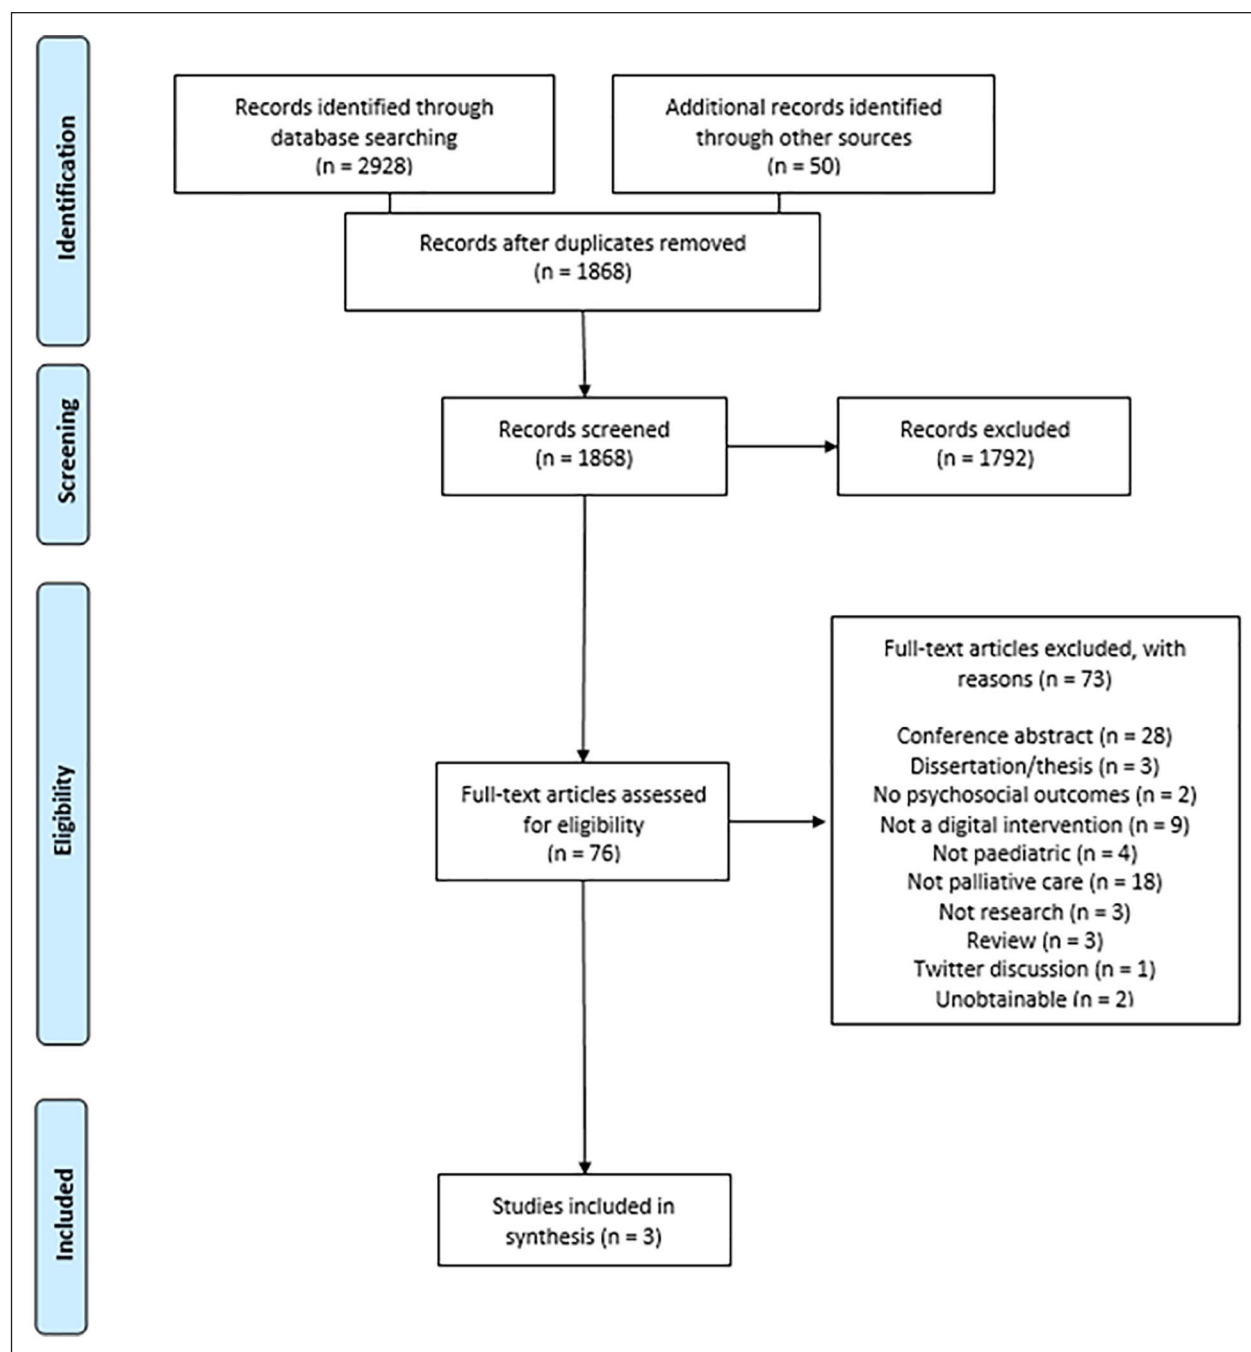 Identification
Records identified through
database searching
(n = 2928)
Additional records identified
through other sources
(n = 50)
Records after duplicates removed
(n = 1868)
Screening
Records screened
(n = 1868)
Records excluded
(n = 1792)
Eligibility
Full-text articles assessed
for eligibility
(n = 76)
Full-text articles excluded, with
reasons (n = 73)
Conference abstract (n = 28)
Dissertation/thesis (n = 3)
No psychosocial outcomes (n = 2)
Not a digital intervention (n = 9)
Not paediatric (n = 4)
Not palliative care (n = 18)
Not research (n = 3)
Review (n = 3)
Twitter discussion (n = 1)
Unobtainable (n = 2)
Included
Studies included in
synthesis (n = 3)